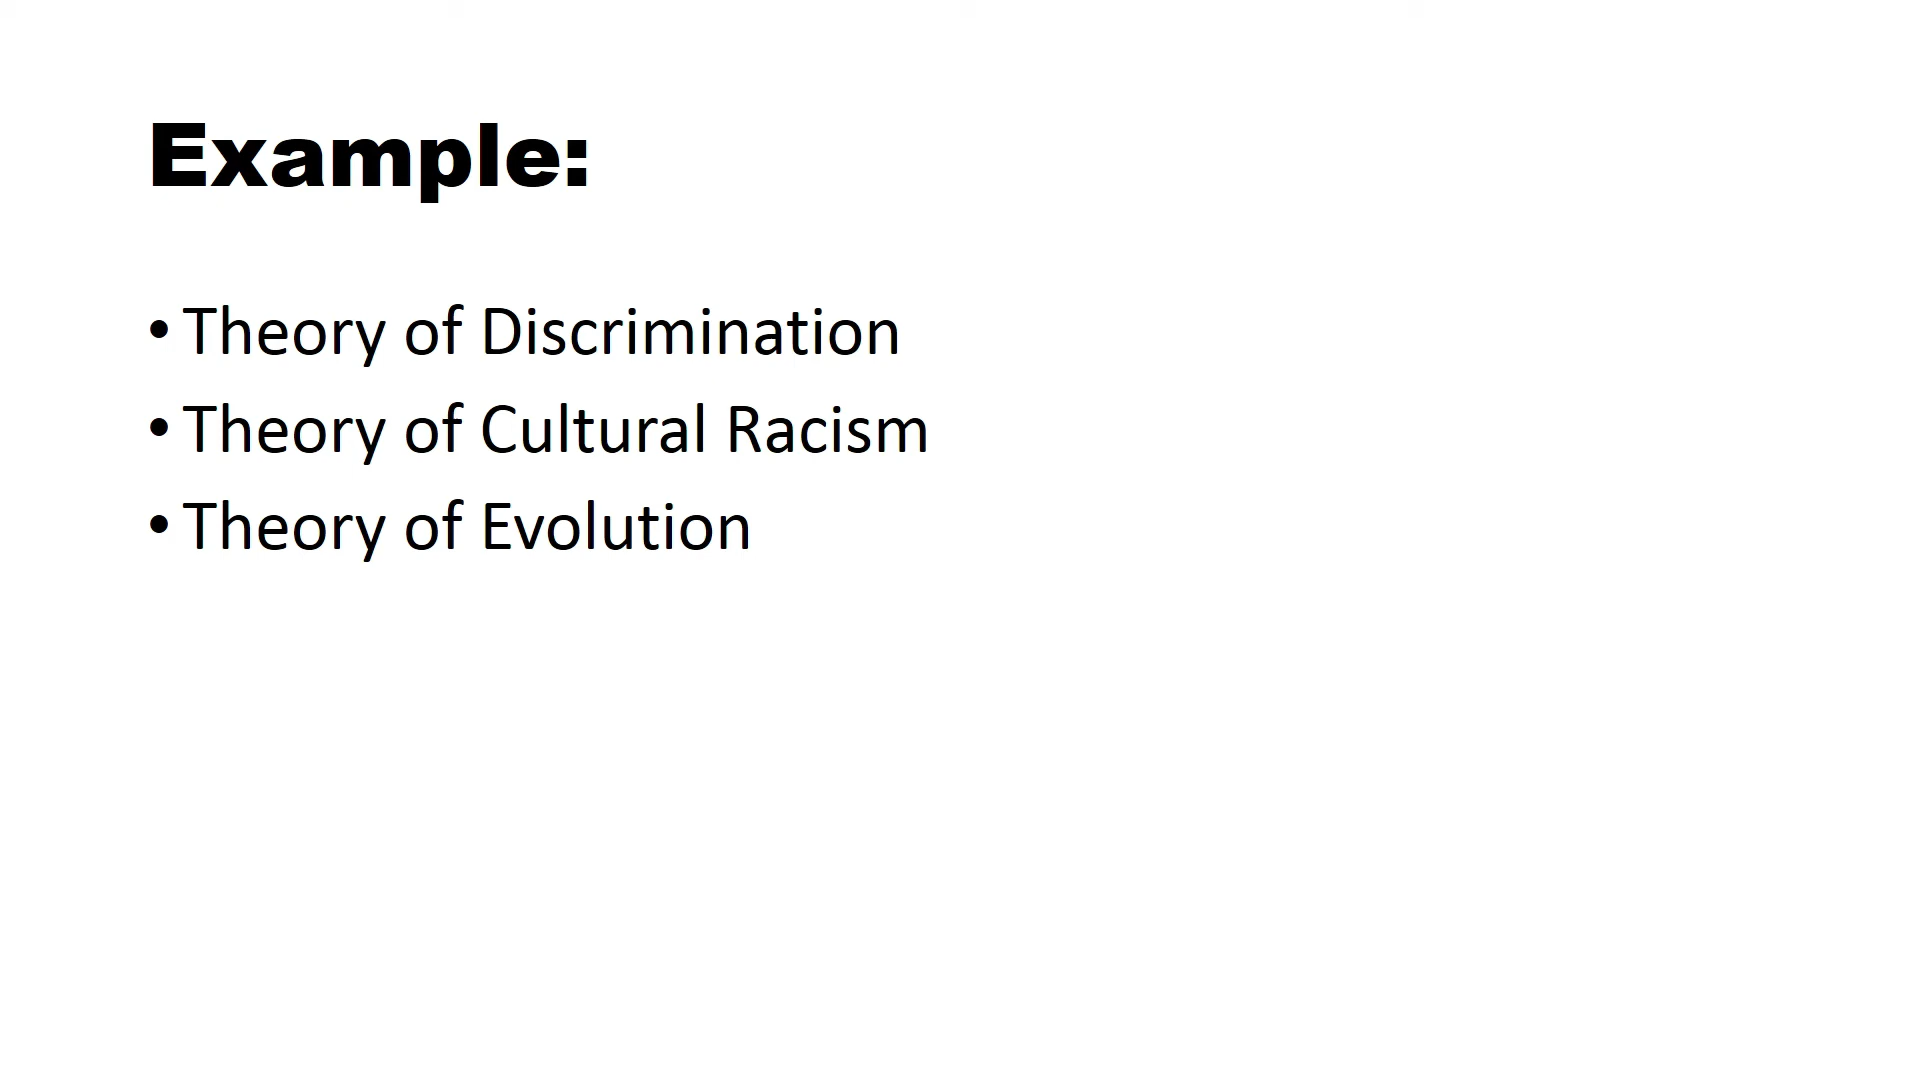 Example:
• Theory of Discrimination
• Theory of Cultural Racism
• Theory of Evolution